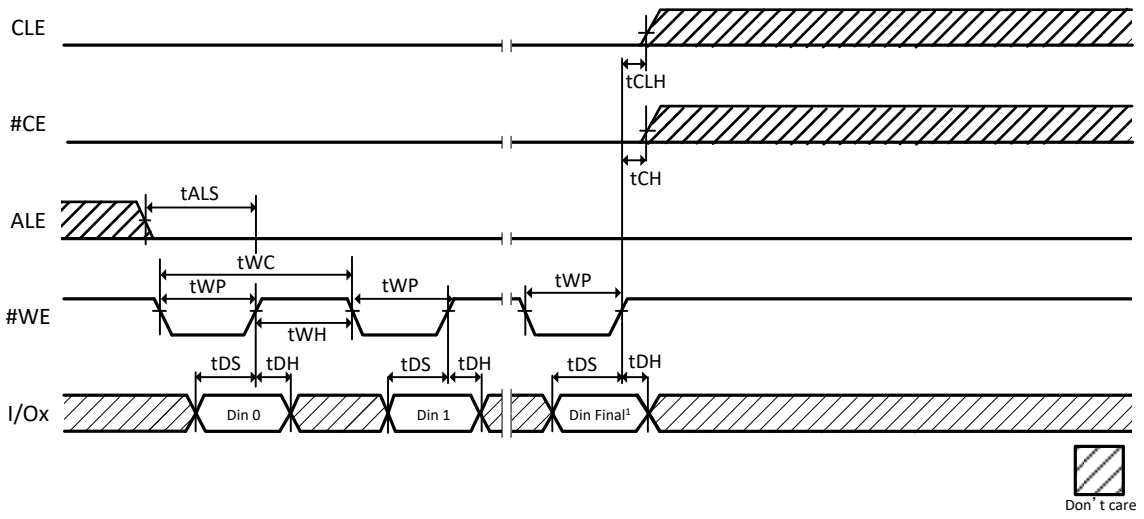 CLE
tCLH
#CE
tCH
tALS
ALE
tWC
tWP tWP tWP
#WE
tWH
tDS tDH tDS tDH tDS tDH
I/Ox Din 0 Din 1 Din Final¹
Don't care